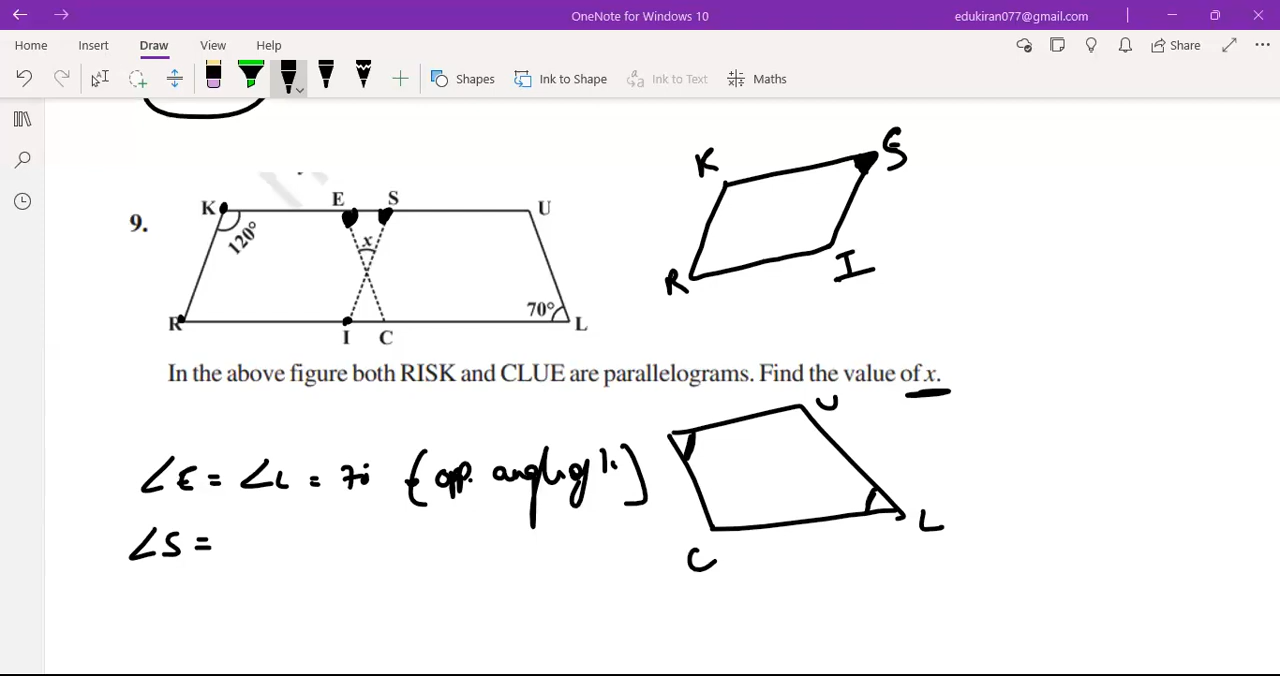 OneNote for Windows 10
edukiran077@gmail.com
Home Insert Draw View Help
Share
Shapes Ink to Shape Ink to Text Maths
K S
R I
9.
K E S U
120°
x
70°
R I C L
In the above figure both RISK and CLUE are parallelograms. Find the value of x.
U
∠E = ∠L = 70 (opp. angles of
C L
∠S =